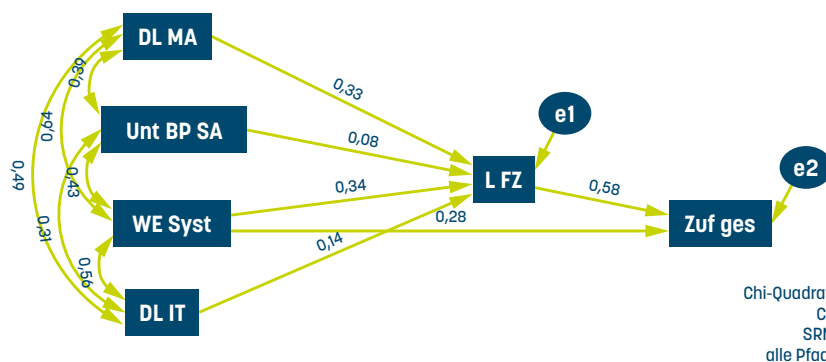 DL MA
0,39
0,33
e1
0,64
Unt BP SA
0,08
e2
0,49
0,43
L FZ
0,34
0,58
WE Syst
0,28
Zuf ges
0,31
0,14
0,56
DL IT
Chi-Quadra
C
SRM
alle Pfad